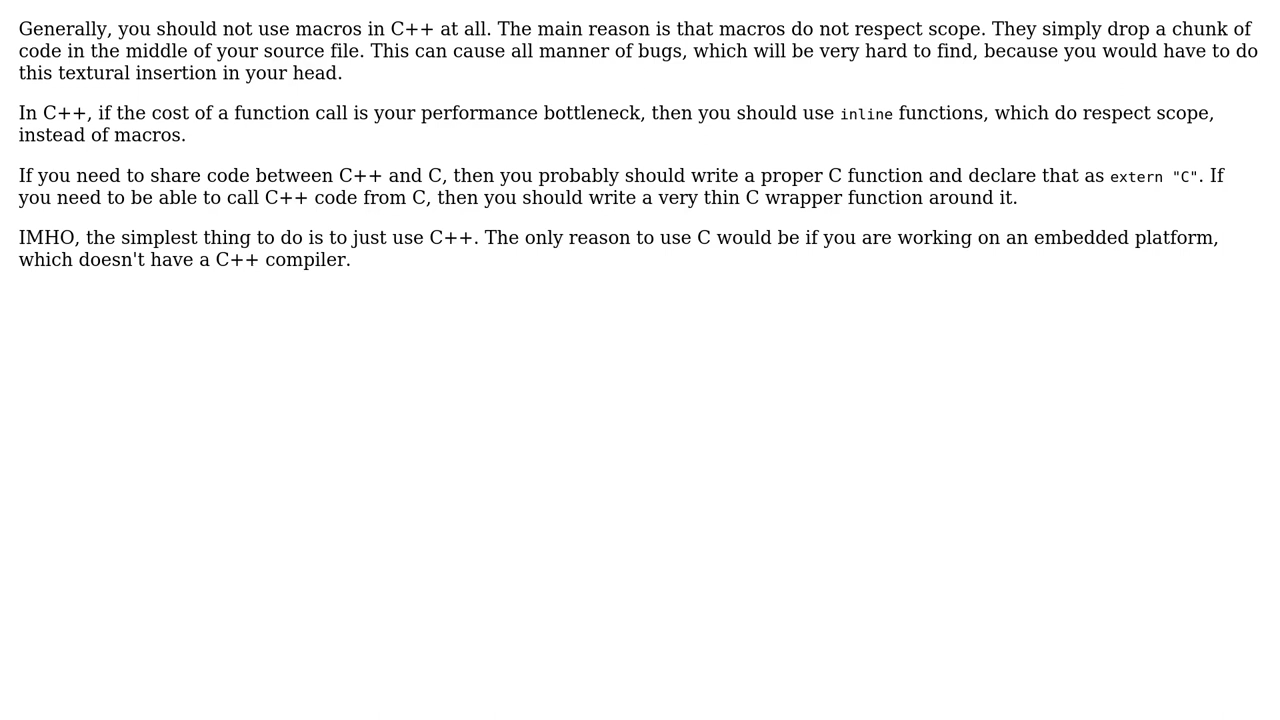 Generally, you should not use macros in C++ at all. The main reason is that macros do not respect scope. They simply drop a chunk of
code in the middle of your source file. This can cause all manner of bugs, which will be very hard to find, because you would have to do
this textural insertion in your head.
In C++, if the cost of a function call is your performance bottleneck, then you should use inline functions, which do respect scope,
instead of macros.
If you need to share code between C++ and C, then you probably should write a proper C function and declare that as extern "C". If
you need to be able to call C++ code from C, then you should write a very thin C wrapper function around it.
IMHO, the simplest thing to do is to just use C++. The only reason to use C would be if you are working on an embedded platform,
which doesn't have a C++ compiler.